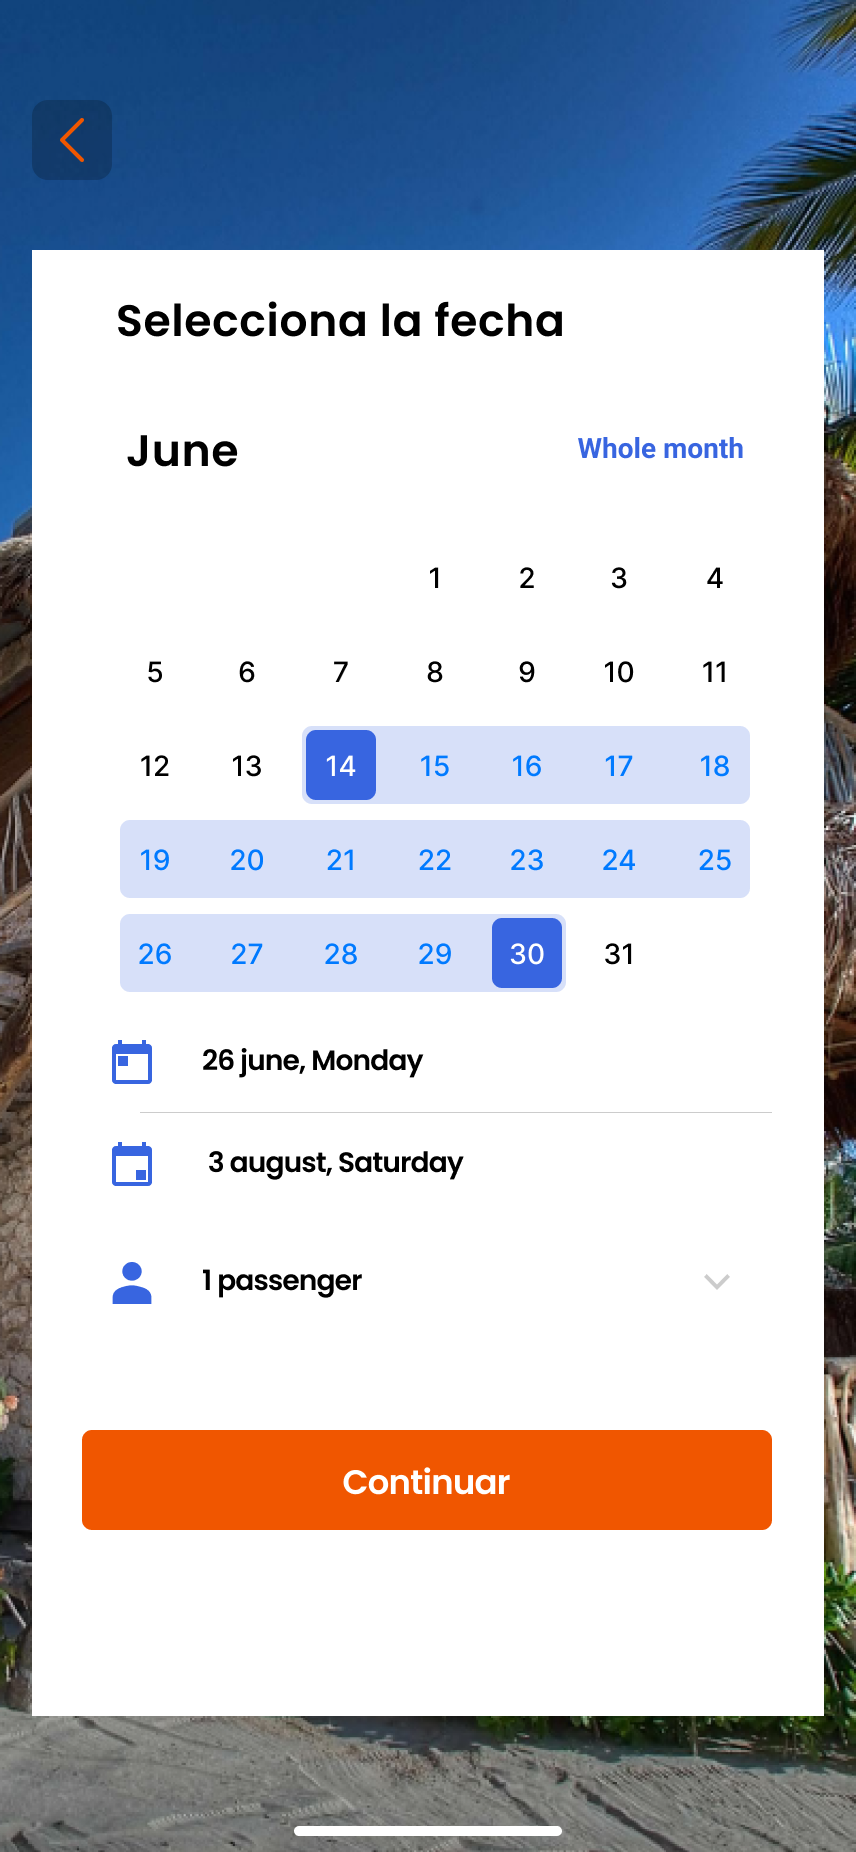 Selecciona la fecha
June Whole month
1 2 3 4
5 6 7 8 9 10 11
12 13 14 15 16 17 18
19 20 21 22 23 24 25
26 27 28 29 30 31
26 june, Monday
3 august, Saturday
1 passenger
Continuar